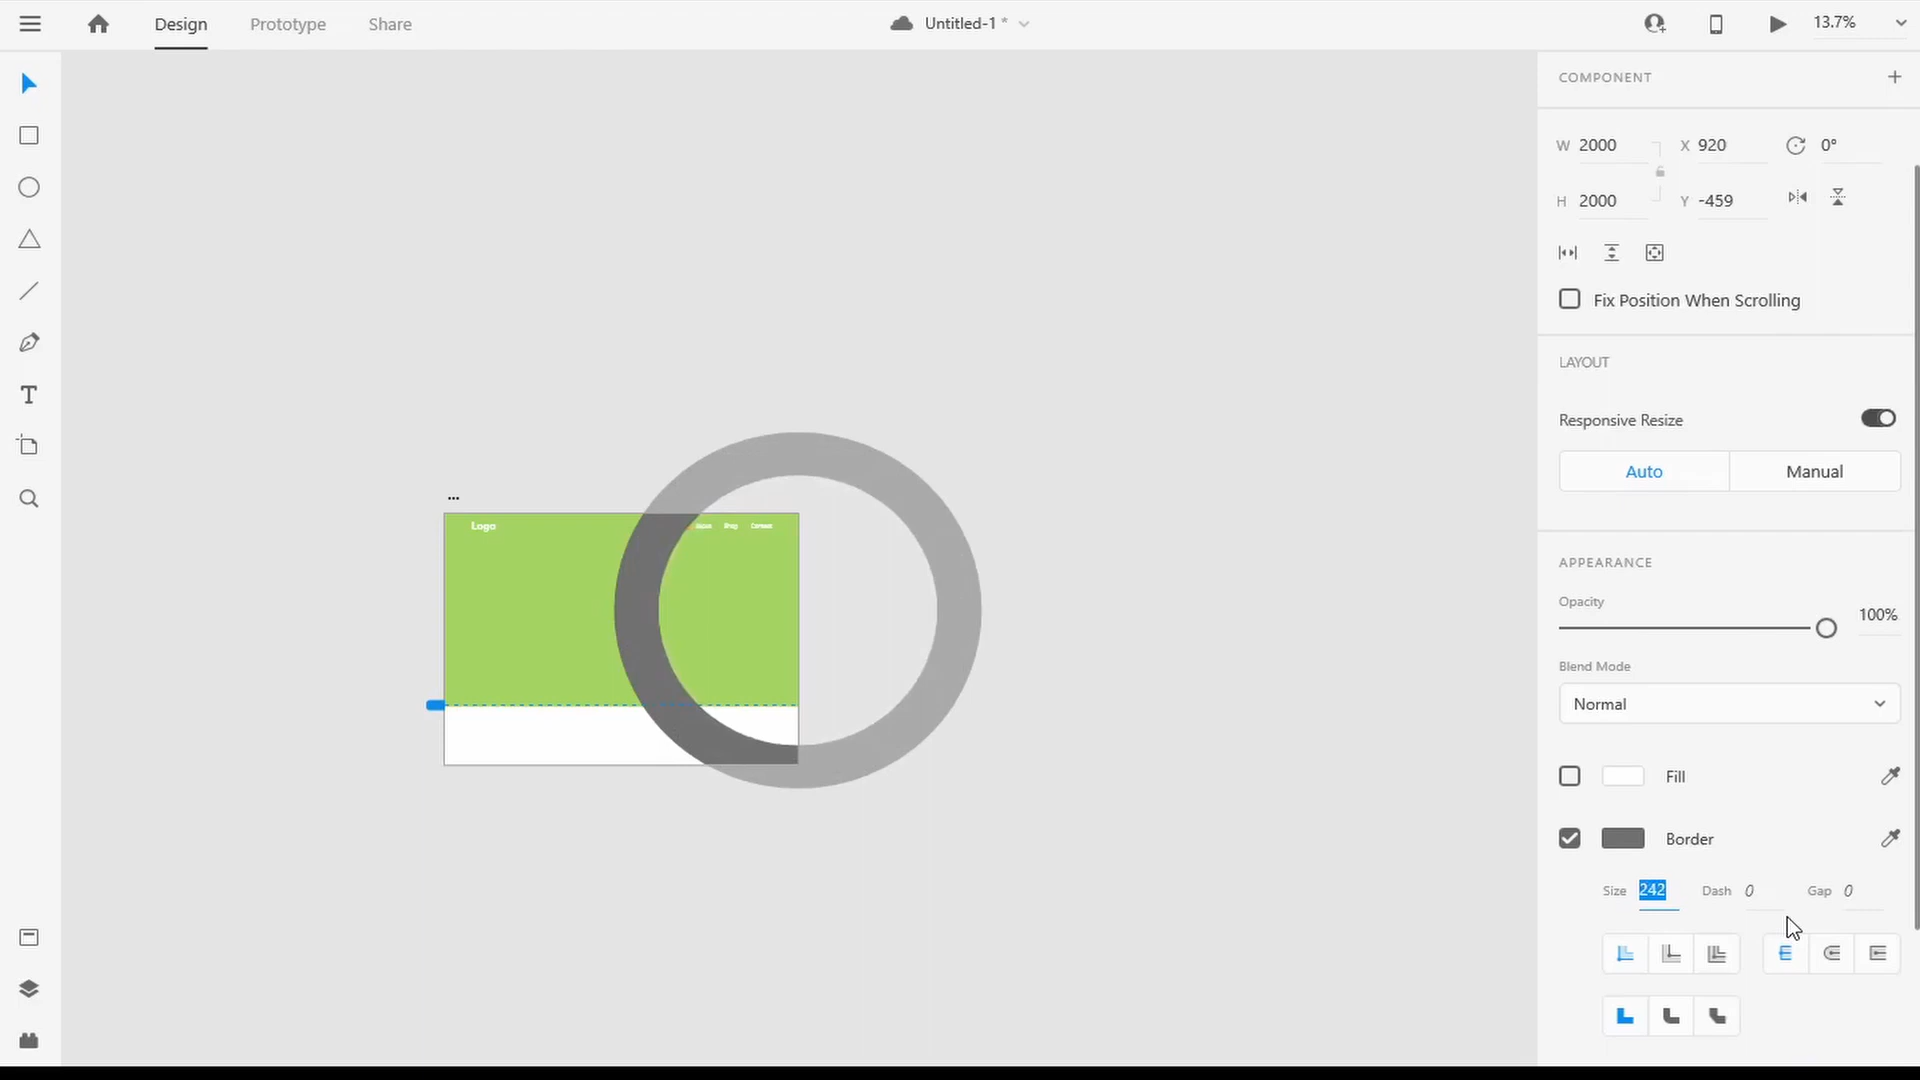 Design Prototype Share
Untitled-1 *
13.7%
COMPONENT
W 2000 X 920 0°
H 2000 Y -459
Fix Position When Scrolling
LAYOUT
Responsive Resize
Auto Manual
APPEARANCE
Opacity
100%
Blend Mode
Normal
Fill
Border
Size 242 Dash 0 Gap 0
T
...
Logo
Blog